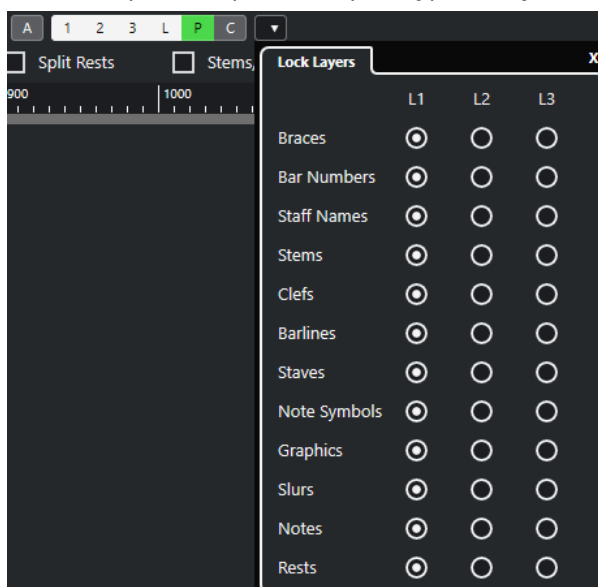 A 1 2 3 L P C
Split Rests Stems,
Lock Layers X
900 1000
L1 L2 L3
Braces
Bar Numbers
Staff Names
Stems
Clefs
Barlines
Staves
Note Symbols
Graphics
Slurs
Notes
Rests